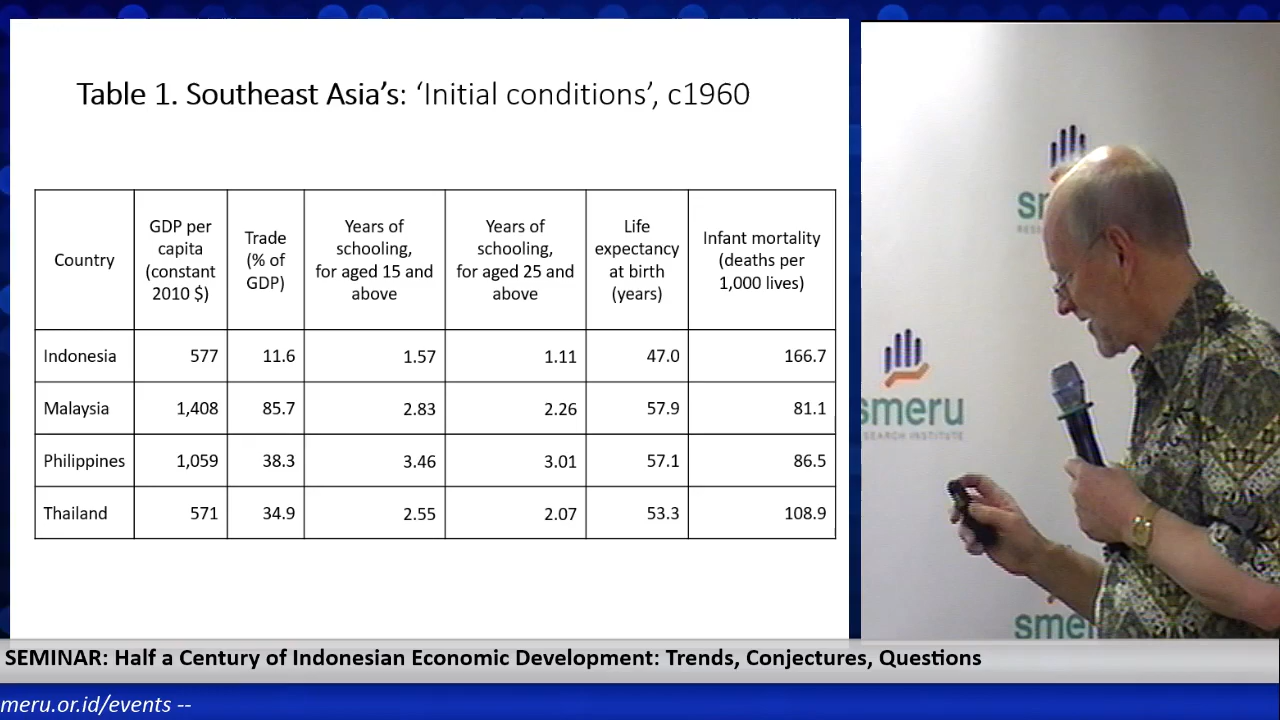 Table 1. Southeast Asia’s: ‘Initial conditions’, c1960
Country
GDP per
capita
(constant
2010 $)
Trade
(% of
GDP)
Years of
schooling,
for aged 15 and
above
Years of
schooling,
for aged 25 and
above
Life
expectancy
at birth
(years)
Infant mortality
(deaths per
1,000 lives)
Indonesia 577 11.6 1.57 1.11 47.0 166.7
Malaysia 1,408 85.7 2.83 2.26 57.9 81.1
Philippines 1,059 38.3 3.46 3.01 57.1 86.5
Thailand 571 34.9 2.55 2.07 53.3 108.9
smeru
SEARCH INSTITUTE
sme
SEMINAR: Half a Century of Indonesian Economic Development: Trends, Conjectures, Questions
meru.or.id/events --